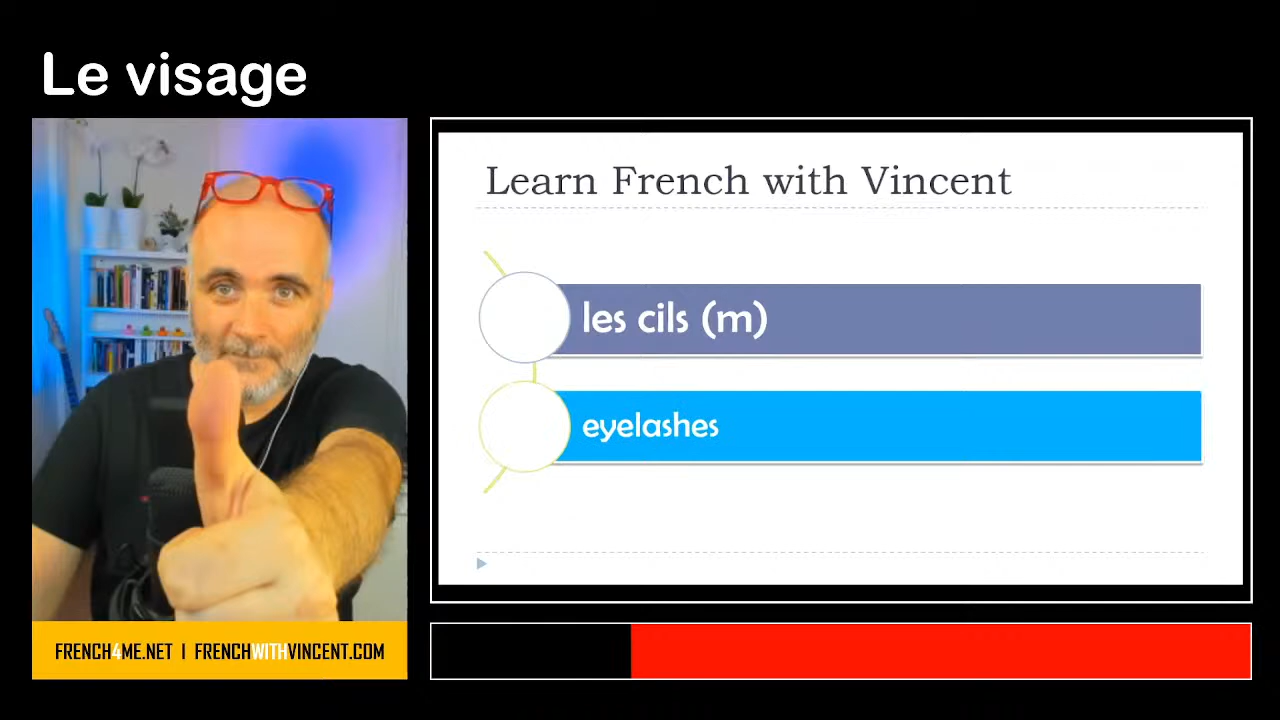 Le visage
Learn French with Vincent
les cils (m)
eyelashes
FRENCH4ME.NET | FRENCHWITHVINCENT.COM